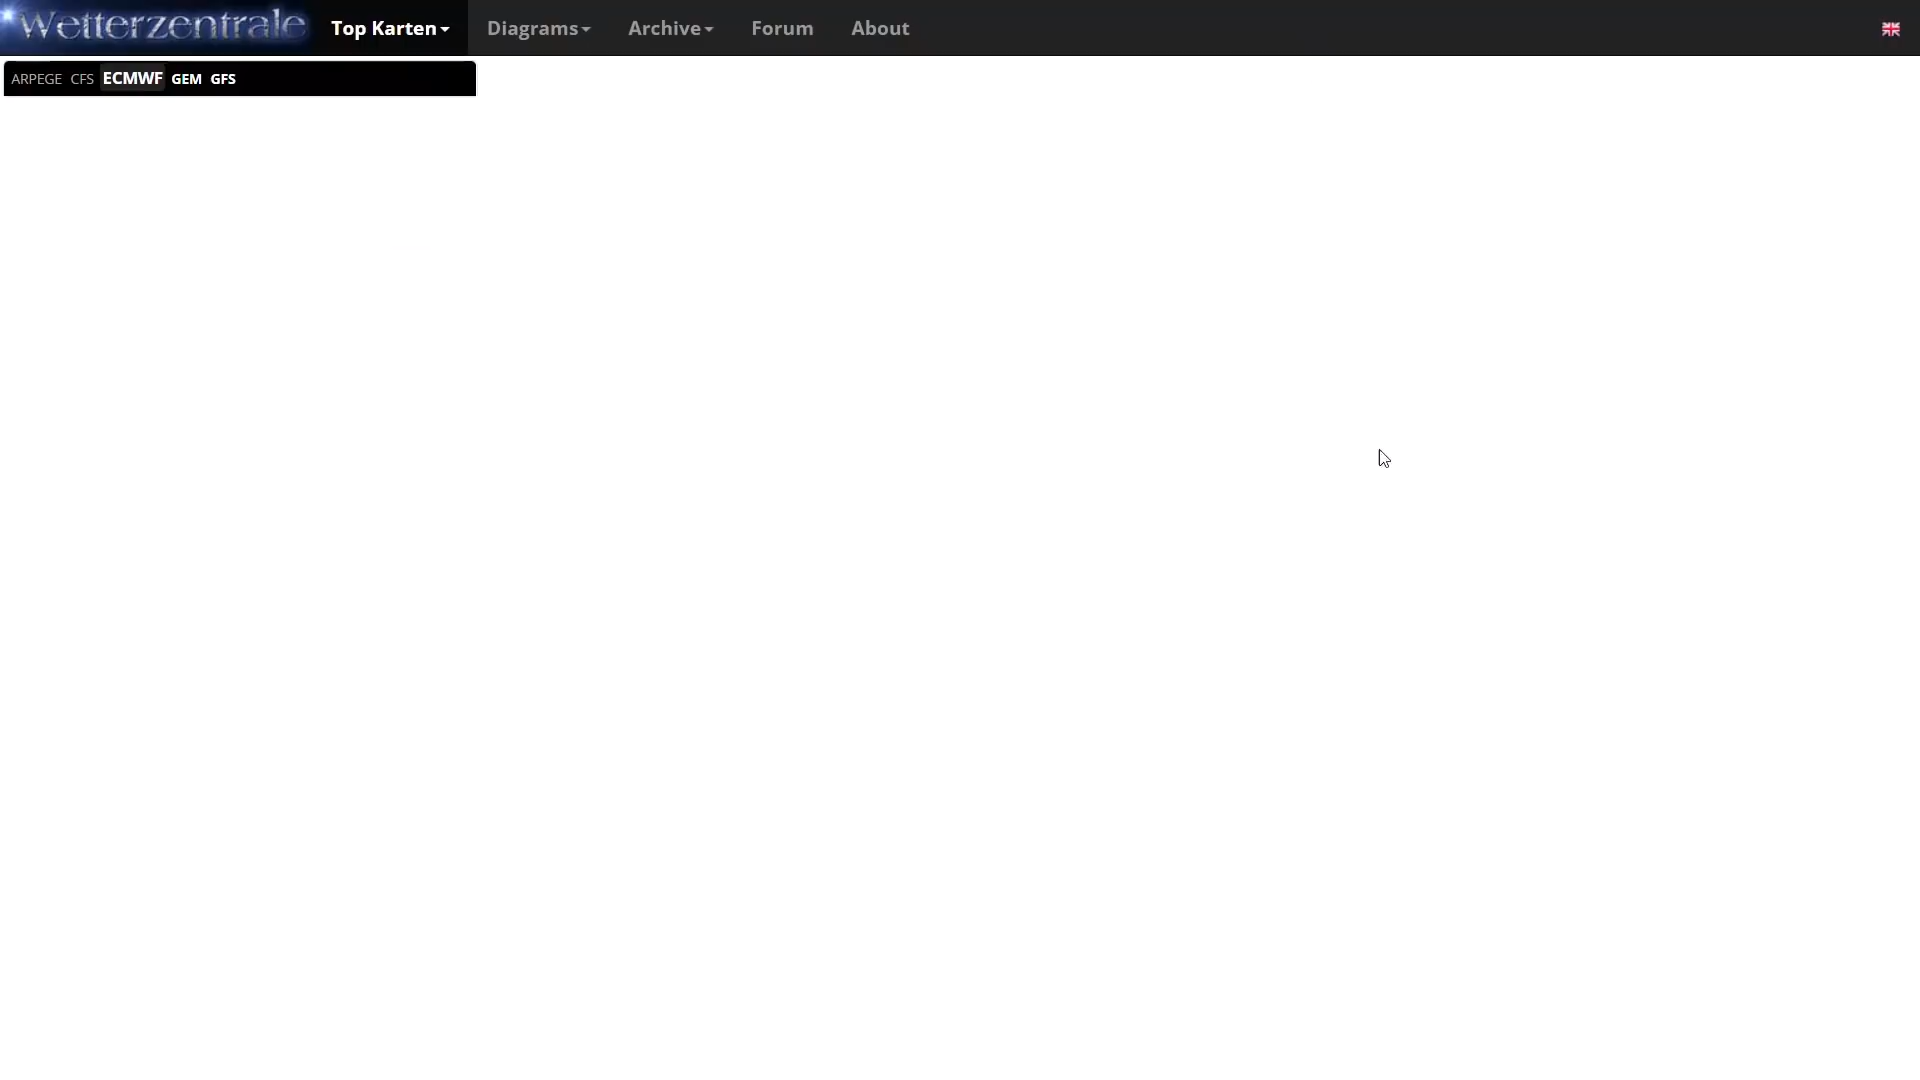 Wetterzentrale Top Karten Diagrams Archive Forum About
ARPEGE CFS ECMWF GEM GFS